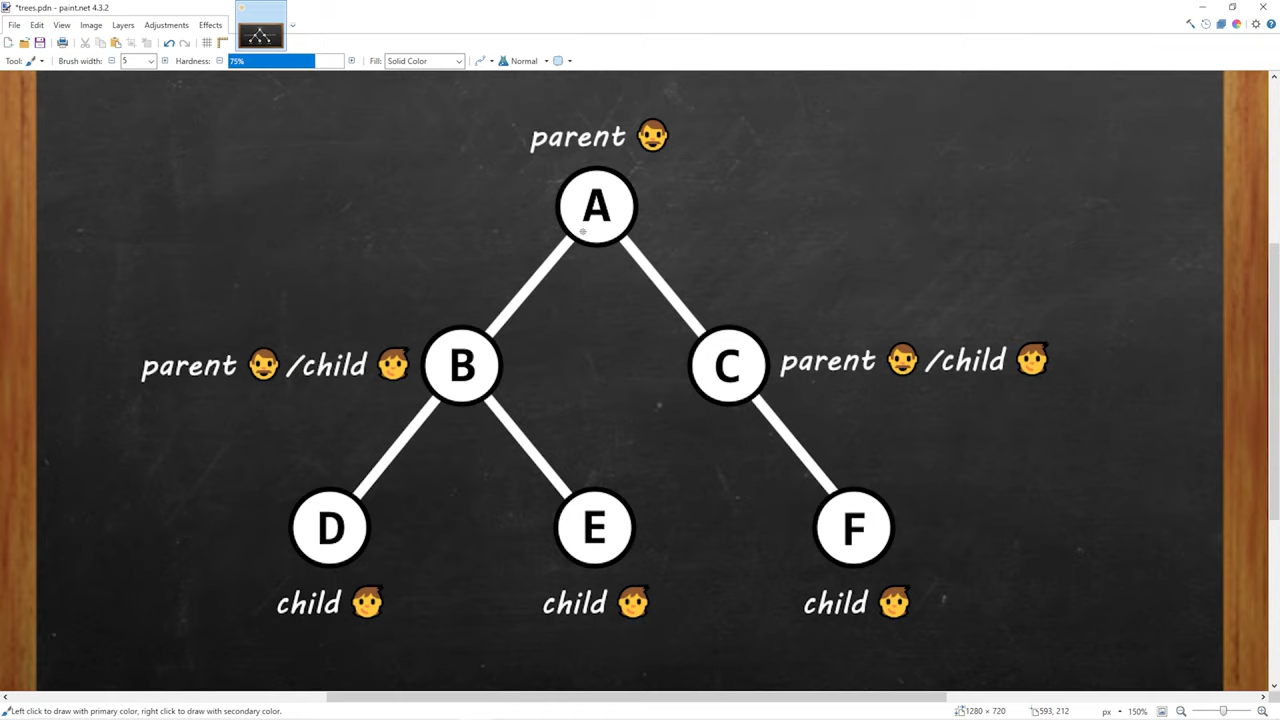 *trees.pdn - paint.net 4.3.2
File Edit View Image Layers Adjustments Effects
Tool: Brush width: 5 Hardness: 75% Fill: Solid Color Normal
parent
A
parent /child B C parent /child
D E F
child child child
Left click to draw with primary color, right click to draw with secondary color. 1280 × 720 593, 212 px 150%